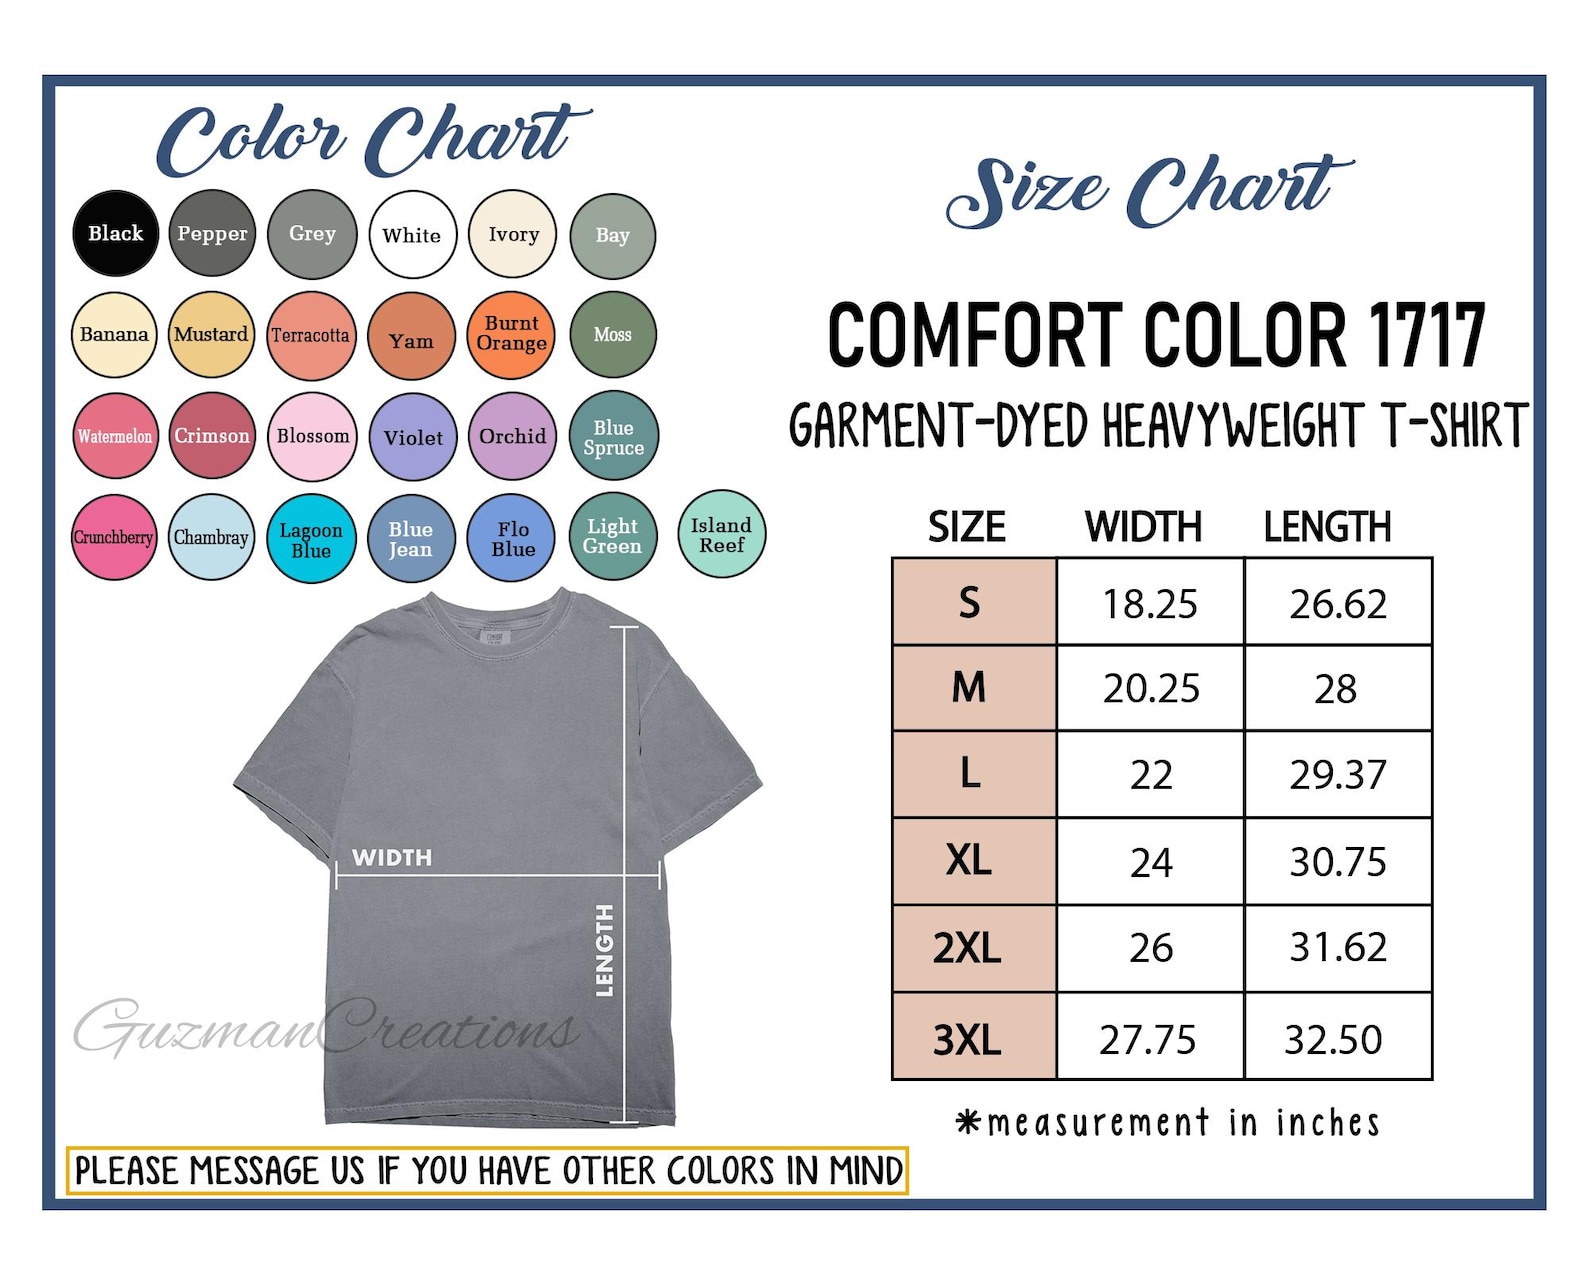 Color Chart
Black Pepper Grey White Ivory Bay
Banana Mustard Terracotta Yam Burnt Orange Moss
Watermelon Crimson Blossom Violet Orchid Blue Spruce
Crunchberry Chambray Lagoon Blue Blue Jean Flo Blue Light Green Island Reef
COMFORT
WIDTH
LENGTH
GuzmanCreations
PLEASE MESSAGE US IF YOU HAVE OTHER COLORS IN MIND
Size Chart
COMFORT COLOR 1717
GARMENT-DYED HEAVYWEIGHT T-SHIRT
SIZE WIDTH LENGTH
S 18.25 26.62
M 20.25 28
L 22 29.37
XL 24 30.75
2XL 26 31.62
3XL 27.75 32.50
*measurement in inches